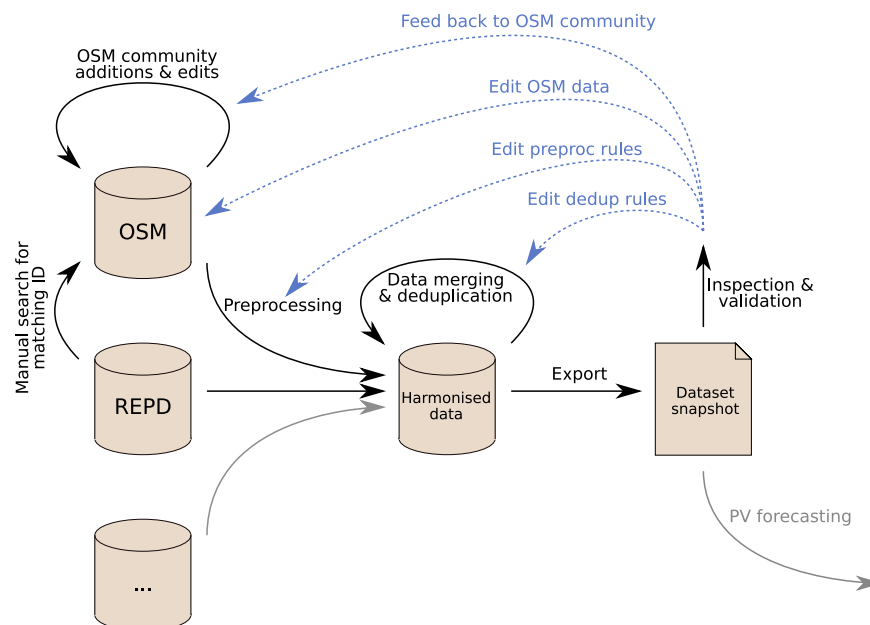 Feed back to OSM community
OSM community
additions & edits
Edit OSM data
Edit preproc rules
Edit dedup rules
OSM
Manual search for
matching ID
Preprocessing
Data merging
& deduplication
Inspection &
validation
REPD
Harmonised
data
Export
Dataset
snapshot
PV forecasting
...